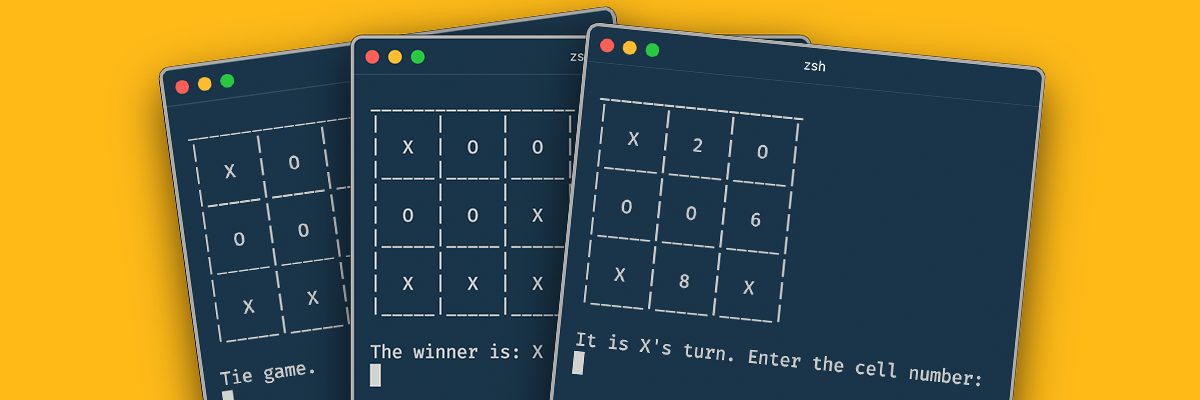 X O
O O
X X
Tie game.
zs
X O O
O O X
X X X
The winner is: X
zsh
X 2 O
O O 6
X 8 X
It is X's turn. Enter the cell number: